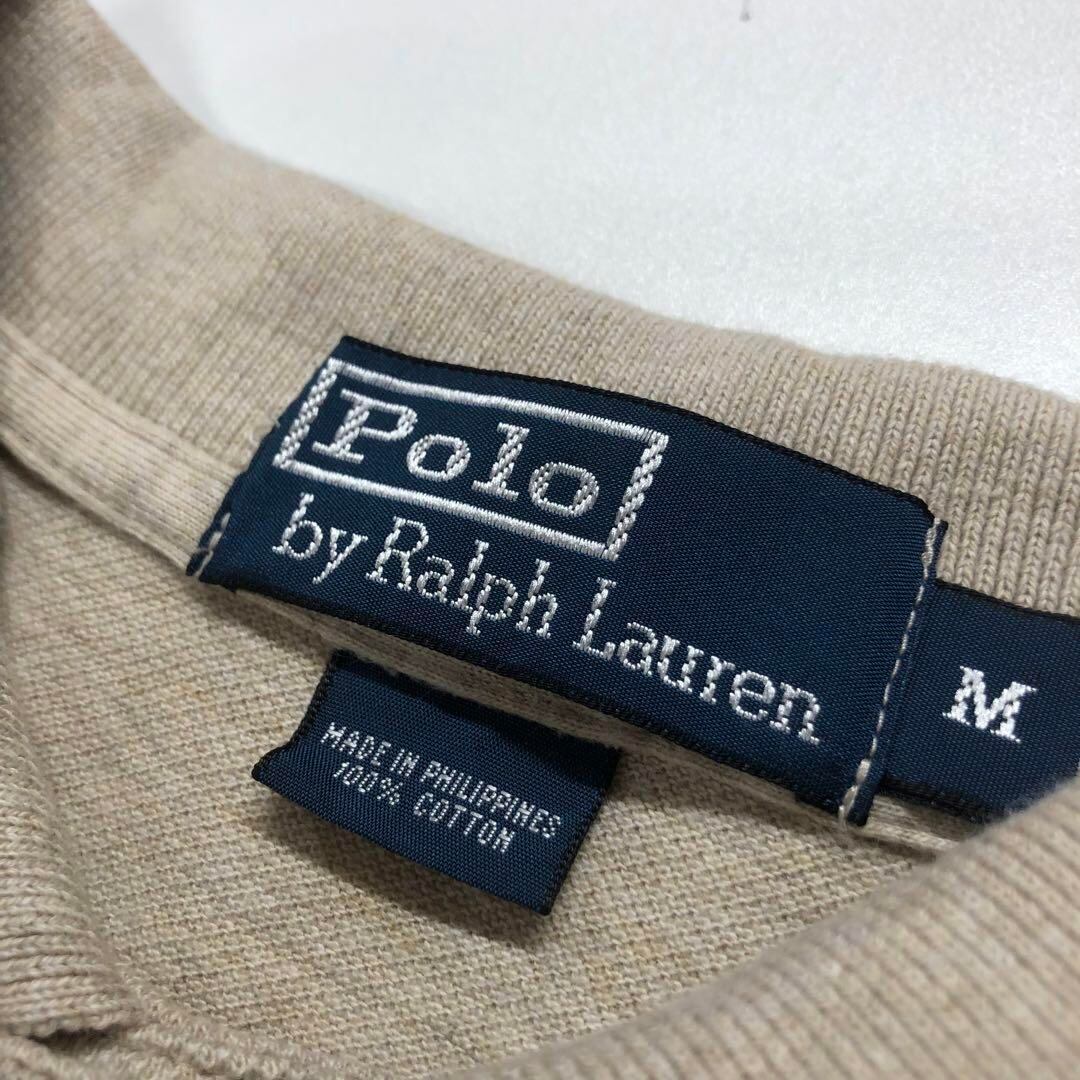 Polo
by Ralph Lauren
M
MADE IN PHILIPPINES
100% COTTON